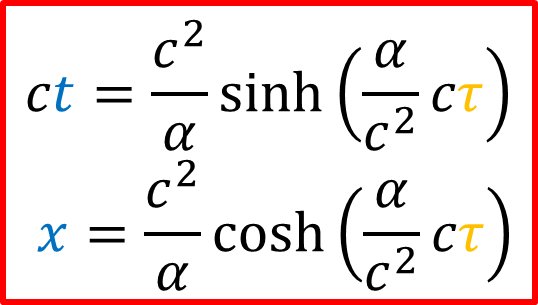 ct = c²/α sinh (α/c² cτ)
x = c²/α cosh (α/c² cτ)